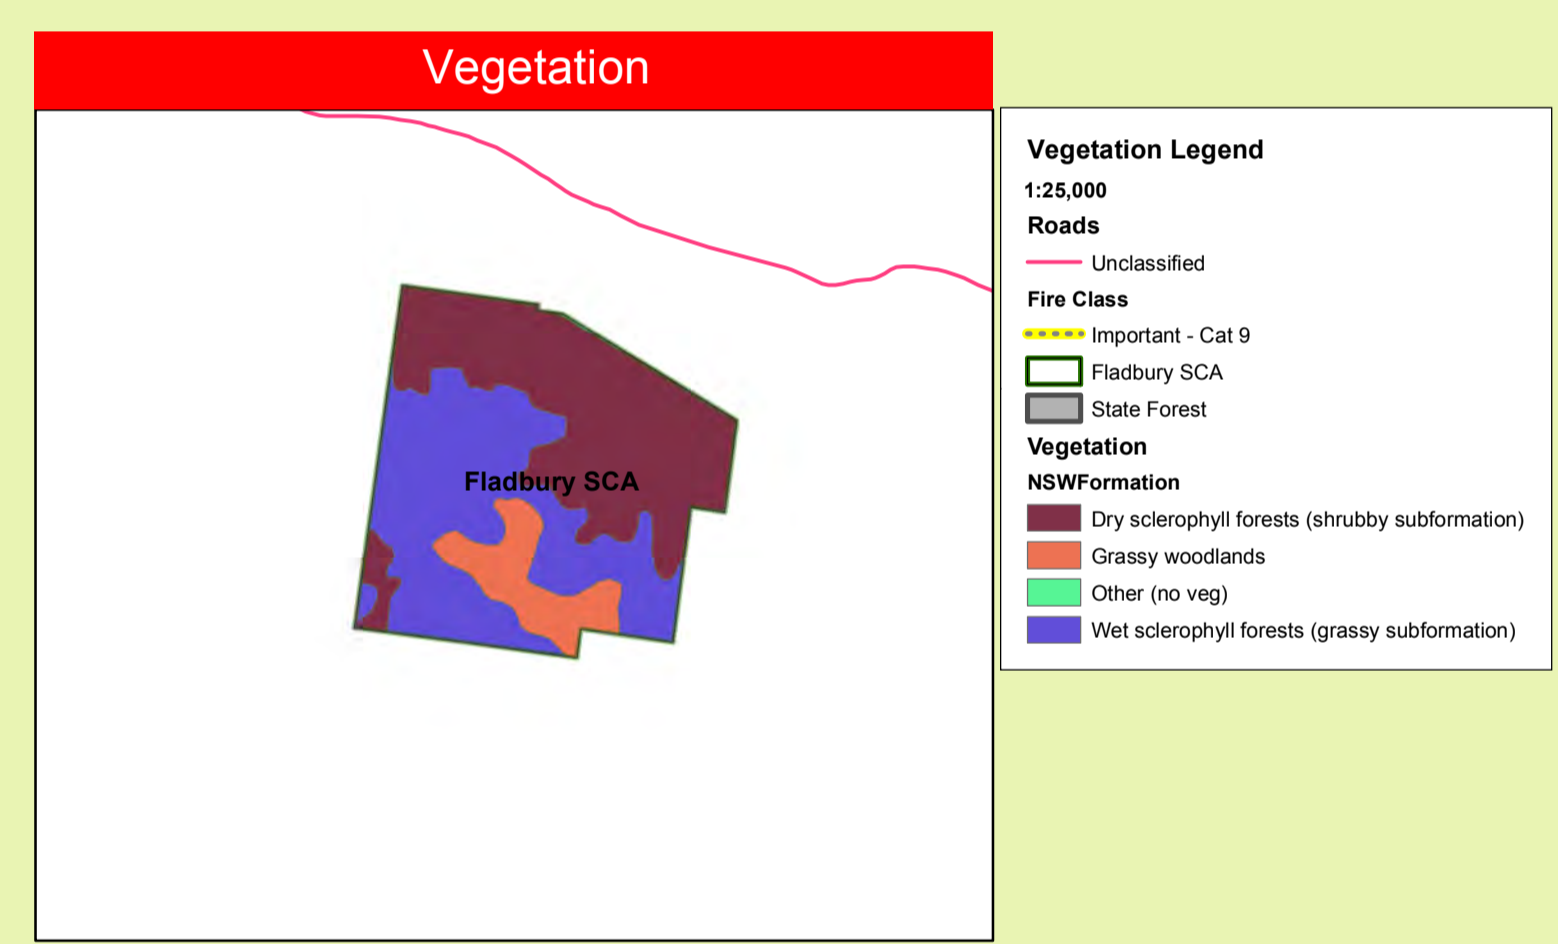 Vegetation
Fladbury SCA
Vegetation Legend
1:25,000
Roads
Unclassified
Fire Class
Important - Cat 9
Fladbury SCA
State Forest
Vegetation
NSWFormation
Dry sclerophyll forests (shrubby subformation)
Grassy woodlands
Other (no veg)
Wet sclerophyll forests (grassy subformation)